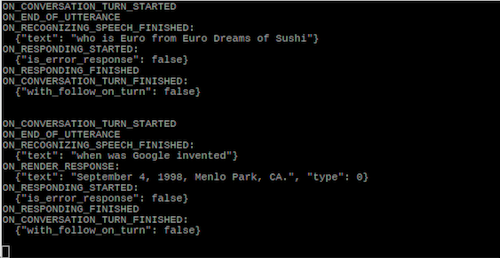 ON_CONVERSATION_TURN_STARTED
ON_END_OF_UTTERANCE
ON_RECOGNIZING_SPEECH_FINISHED:
{"text": "who is Euro from Euro Dreams of Sushi"}
ON_RESPONDING_STARTED:
{"is_error_response": false}
ON_RESPONDING_FINISHED
ON_CONVERSATION_TURN_FINISHED:
{"with_follow_on_turn": false}
ON_CONVERSATION_TURN_STARTED
ON_END_OF_UTTERANCE
ON_RECOGNIZING_SPEECH_FINISHED:
{"text": "when was Google invented"}
ON_RENDER_RESPONSE:
{"text": "September 4, 1998, Menlo Park, CA.", "type": 0}
ON_RESPONDING_STARTED:
{"is_error_response": false}
ON_RESPONDING_FINISHED
ON_CONVERSATION_TURN_FINISHED:
{"with_follow_on_turn": false}